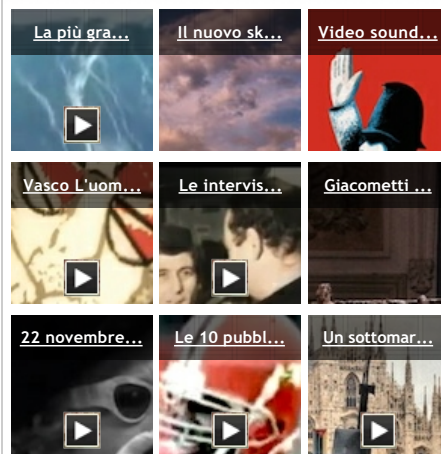 La più gra...
Il nuovo sk...
Video sound...
Vasco L'uom...
Le intervis...
Giacometti ...
22 novembre...
Le 10 pubbl...
Un sottomar...